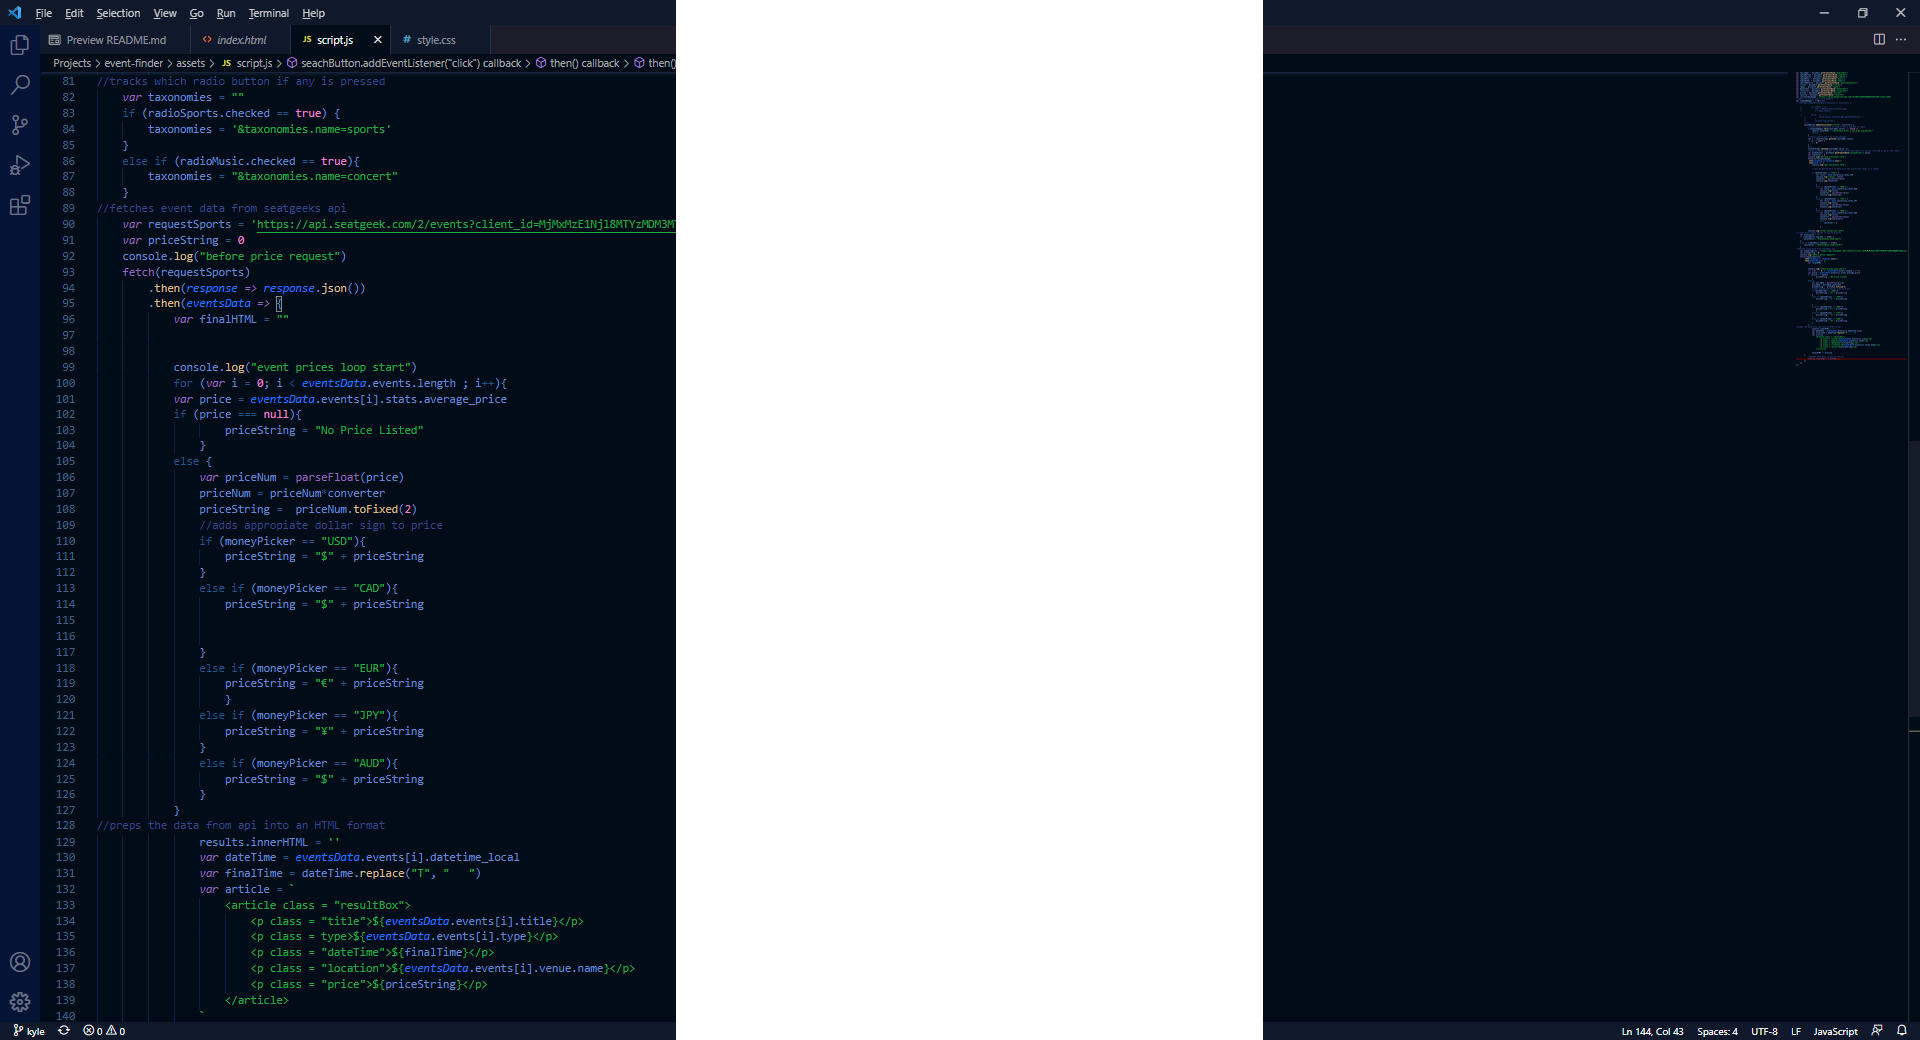 File Edit Selection View Go Run Terminal Help
Preview README.md index.html JS script.js # style.css
Projects > event-finder > assets > JS script.js > seachButton.addEventListener("click") callback > then() callback > then()
81 //tracks which radio button if any is pressed
82 var taxonomies = ""
83 if (radioSports.checked == true) {
84 taxonomies = '&taxonomies.name=sports'
85 }
86 else if (radioMusic.checked == true){
87 taxonomies = "&taxonomies.name=concert"
88 }
89 //fetches event data from seatgeeks api
90 var requestSports = 'https://api.seatgeek.com/2/events?client_id=
91 var priceString = 0
92 console.log("before price request")
93 fetch(requestSports)
94 .then(response => response.json())
95 .then(eventsData => {
96 var finalHTML = ""
97
98
99 console.log("event prices loop start")
100 for (var i = 0; i < eventsData.events.length ; i++){
101 var price = eventsData.events[i].stats.average_price
102 if (price === null){
103 priceString = "No Price Listed"
104 }
105 else {
106 var priceNum = parseFloat(price)
107 priceNum = priceNum*converter
108 priceString =  priceNum.toFixed(2)
109 //adds appropiate dollar sign to price
110 if (moneyPicker == "USD"){
111 priceString = "$" + priceString
112 }
113 else if (moneyPicker == "CAD"){
114 priceString = "$" + priceString
115
116
117 }
118 else if (moneyPicker == "EUR"){
119 priceString = "€" + priceString
120 }
121 else if (moneyPicker == "JPY"){
122 priceString = "¥" + priceString
123 }
124 else if (moneyPicker == "AUD"){
125 priceString = "$" + priceString
126 }
127 }
128 //preps the data from api into an HTML format
129 results.innerHTML = ''
130 var dateTime = eventsData.events[i].datetime_local
131 var finalTime = dateTime.replace("T", "   ")
132 var article = `
133 <article class = "resultBox">
134 <p class = "title">${eventsData.events[i].title}</p>
135 <p class = type>${eventsData.events[i].type}</p>
136 <p class = "dateTime">${finalTime}</p>
137 <p class = "location">${eventsData.events[i].venue.name}</p>
138 <p class = "price">${priceString}</p>
139 </article>
140 `
kyle 0 0 Ln 144, Col 43 Spaces: 4 UTF-8 LF JavaScript